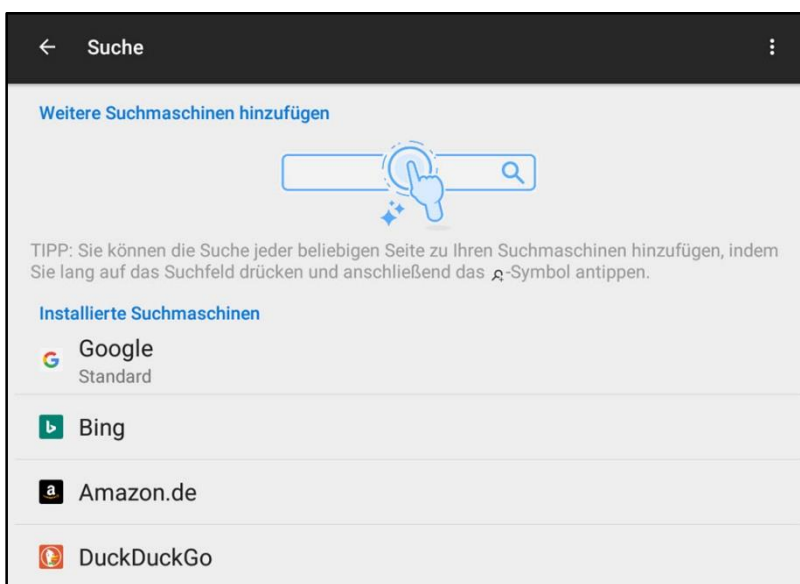 Suche
Weitere Suchmaschinen hinzufügen
TIPP: Sie können die Suche jeder beliebigen Seite zu Ihren Suchmaschinen hinzufügen, indem
Sie lang auf das Suchfeld drücken und anschließend das -Symbol antippen.
Installierte Suchmaschinen
Google
Standard
Bing
Amazon.de
DuckDuckGo